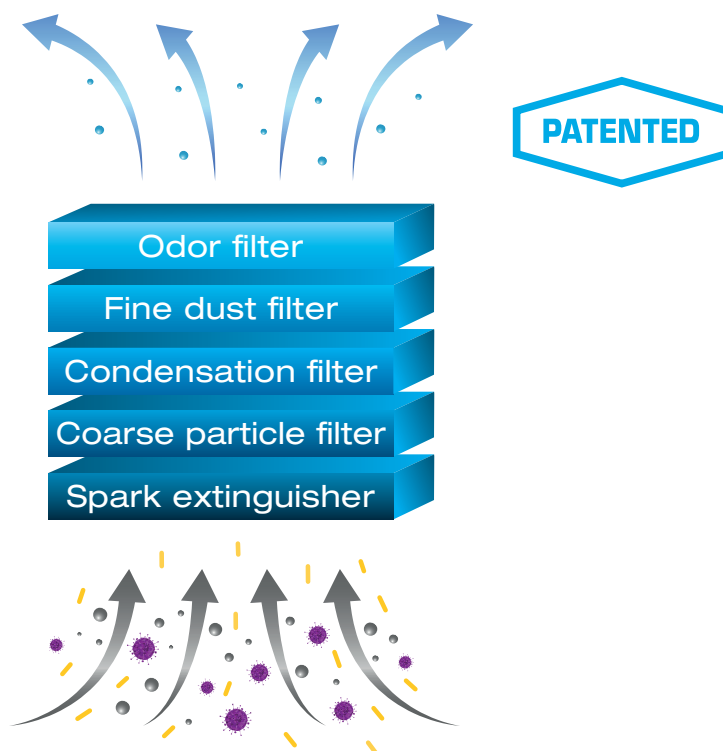 PATENTED
Odor filter
Fine dust filter
Condensation filter
Coarse particle filter
Spark extinguisher